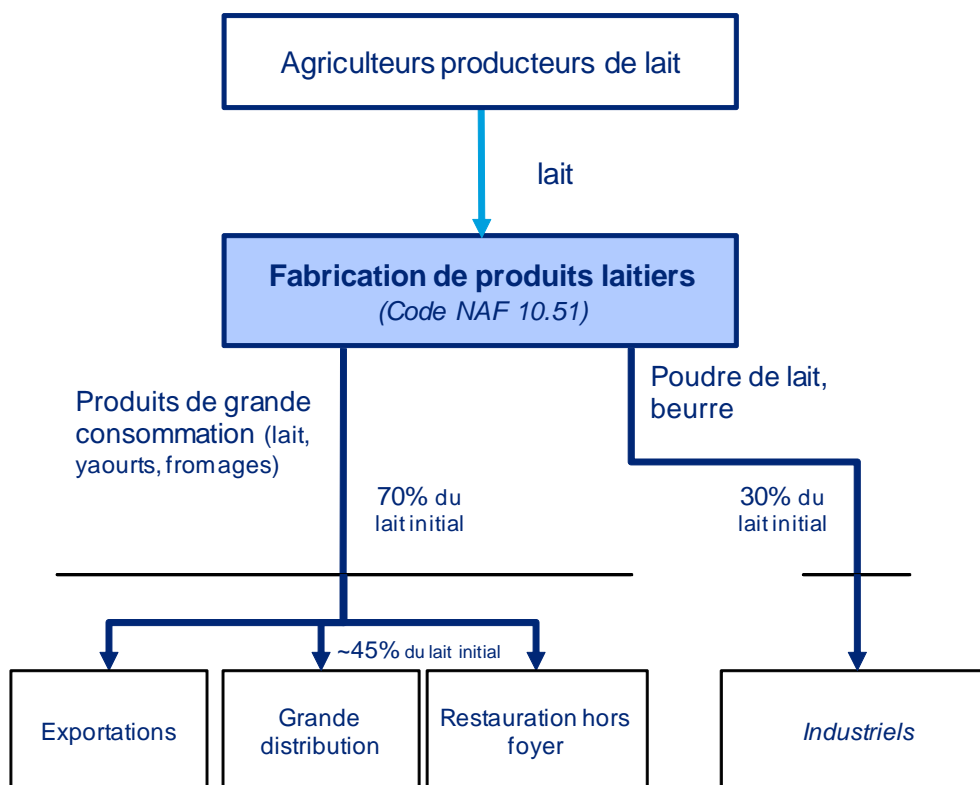 Agriculteurs producteurs de lait
lait
Fabrication de produits laitiers
(Code NAF 10.51)
Produits de grande
consommation (lait,
yaourts, fromages)
Poudre de lait,
beurre
70% du
lait initial
30% du
lait initial
~45% du lait initial
Exportations
Grande
distribution
Restauration hors
foyer
Industriels